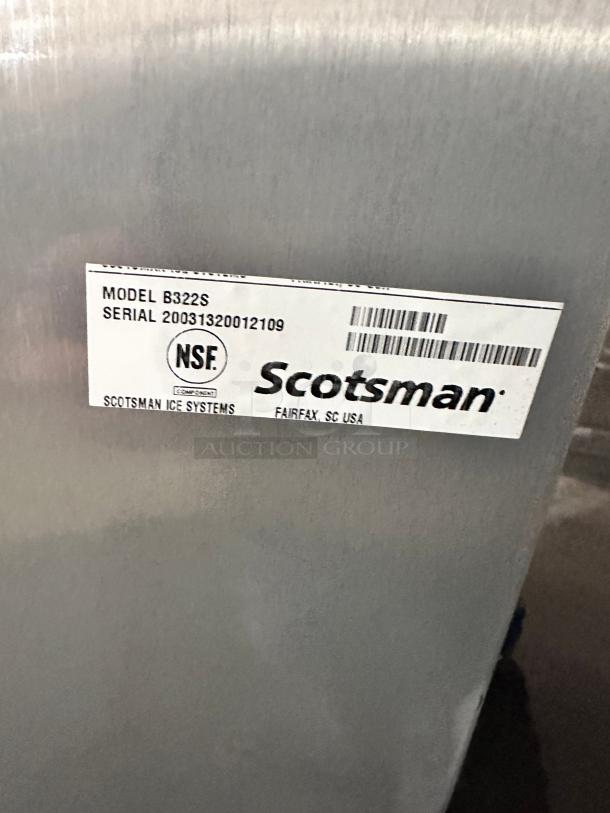 MODEL B322S
SERIAL 20031320012109
NSF.
COMPONENT
Scotsman
SCOTSMAN ICE SYSTEMS FAIRFAX, SC USA
AUCTION GROUP